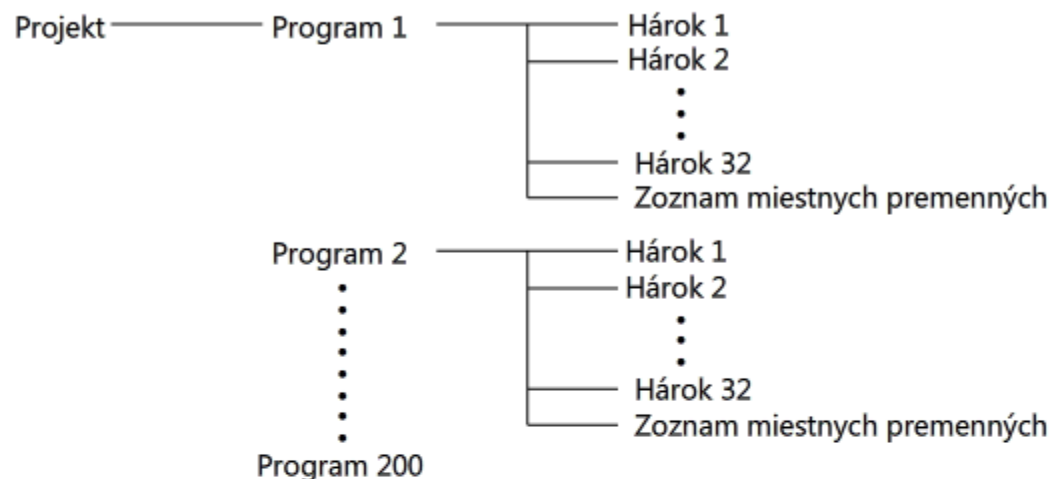 Projekt Program 1 Hárok 1
Hárok 2
Hárok 32
Zoznam miestnych premenných
Program 2 Hárok 1
Hárok 2
Hárok 32
Zoznam miestnych premenných
Program 200